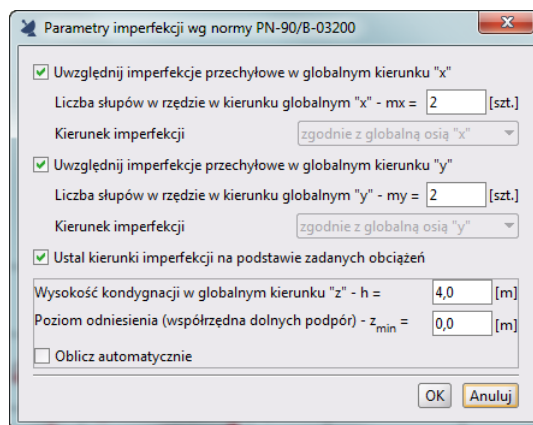 Parametry imperfekcji wg normy PN-90/B-03200
Uwzględnij imperfekcje przechyłowe w globalnym kierunku "x"
Liczba słupów w rzędzie w kierunku globalnym "x" - mx = 2 [szt.]
Kierunek imperfekcji zgodnie z globalną osią "x"
Uwzględnij imperfekcje przechyłowe w globalnym kierunku "y"
Liczba słupów w rzędzie w kierunku globalnym "y" - my = 2 [szt.]
Kierunek imperfekcji zgodnie z globalną osią "y"
Ustal kierunki imperfekcji na podstawie zadanych obciążeń
Wysokość kondygnacji w globalnym kierunku "z" - h = 4,0 [m]
Poziom odniesienia (współrzędna dolnych podpór) - zmin = 0,0 [m]
Oblicz automatycznie
OK Anuluj